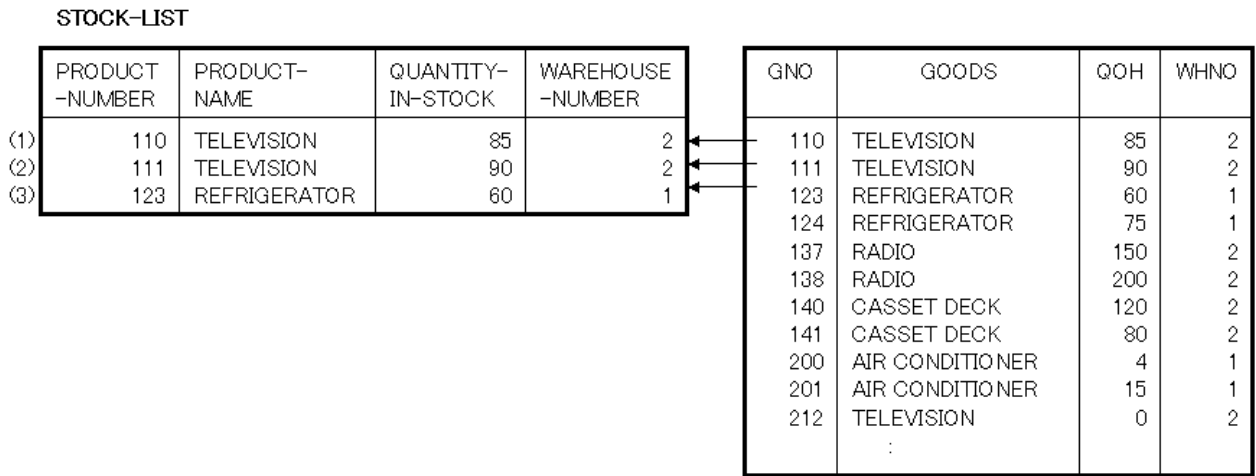 STOCK-LIST
PRODUCT-NUMBER PRODUCT-NAME QUANTITY-IN-STOCK WAREHOUSE-NUMBER
(1) 110 TELEVISION 85 2
(2) 111 TELEVISION 90 2
(3) 123 REFRIGERATOR 60 1
GNO GOODS QOH WHNO
110 TELEVISION 85 2
111 TELEVISION 90 2
123 REFRIGERATOR 60 1
124 REFRIGERATOR 75 1
137 RADIO 150 2
138 RADIO 200 2
140 CASSET DECK 120 2
141 CASSET DECK 80 2
200 AIR CONDITIONER 4 1
201 AIR CONDITIONER 15 1
212 TELEVISION 0 2
: